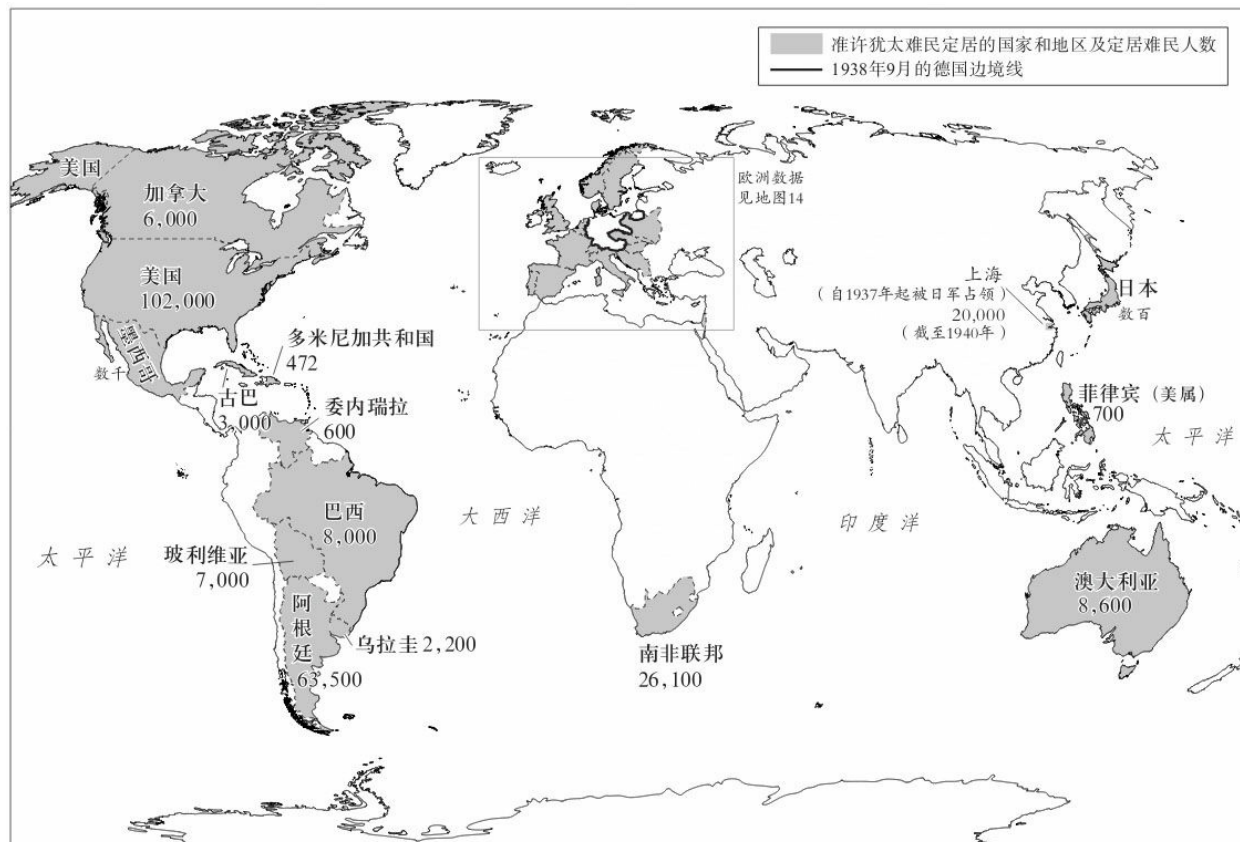 准许犹太难民定居的国家和地区及定居难民人数
1938年9月的德国边境线
美国
加拿大
6,000
美国
102,000
墨西哥
数千
多米尼加共和国
472
古巴
3,000
委内瑞拉
600
巴西
8,000
玻利维亚
7,000
阿根廷
63,500
乌拉圭2,200
太平洋
大西洋
欧洲数据
见地图14
南非联邦
26,100
印度洋
上海
(自1937年起被日军占领)
20,000
(截至1940年)
日本
数百
菲律宾(美属)
700
太平洋
澳大利亚
8,600